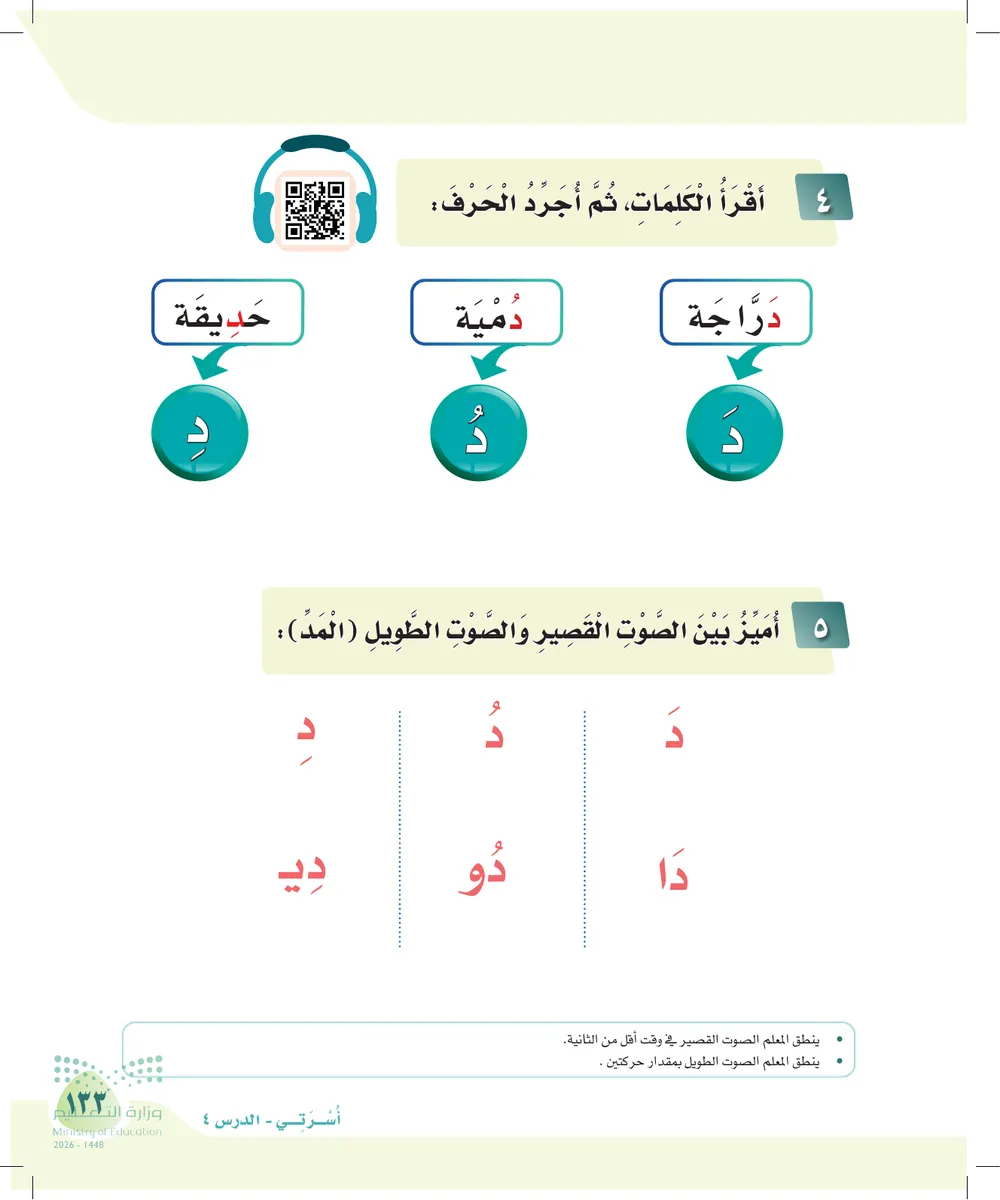 ٤
أَقْرَأُ الْكَلِمَاتِ، ثُمَّ أُجَرِّدُ الْحَرْفَ:
دَرَّاجَة دُمْيَة حَدِيقَة
دَ دُ دِ
٥
أُمَيِّزُ بَيْنَ الصَّوْتِ الْقَصِيرِ وَالصَّوْتِ الطَّوِيلِ (الْمَدِّ):
دَ دُ دِ
دَا دُو دِيـ
• ينطق المعلم الصوت القصير في وقت أقل من الثانية.
• ينطق المعلم الصوت الطويل بمقدار حركتين .
أُسْـرَتِـي - الدرس ٤
١٣٣
وزارة التعليم
Ministry of Education
2026 - 1448